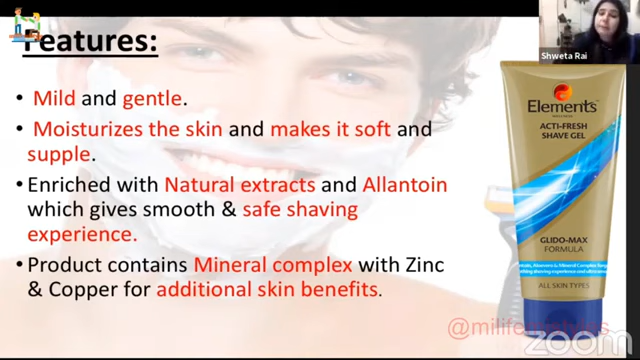 Features:
Shweta Rai
• Mild and gentle.
• Moisturizes the skin and makes it soft and
supple.
• Enriched with Natural extracts and Allantoin
which gives smooth & safe shaving
experience.
• Product contains Mineral complex with Zinc
& Copper for additional skin benefits.
Elements
ACTI-FRESH
SHAVE GEL
GLIDO-MAX
FORMULA
ALL SKIN TYPES
zoom